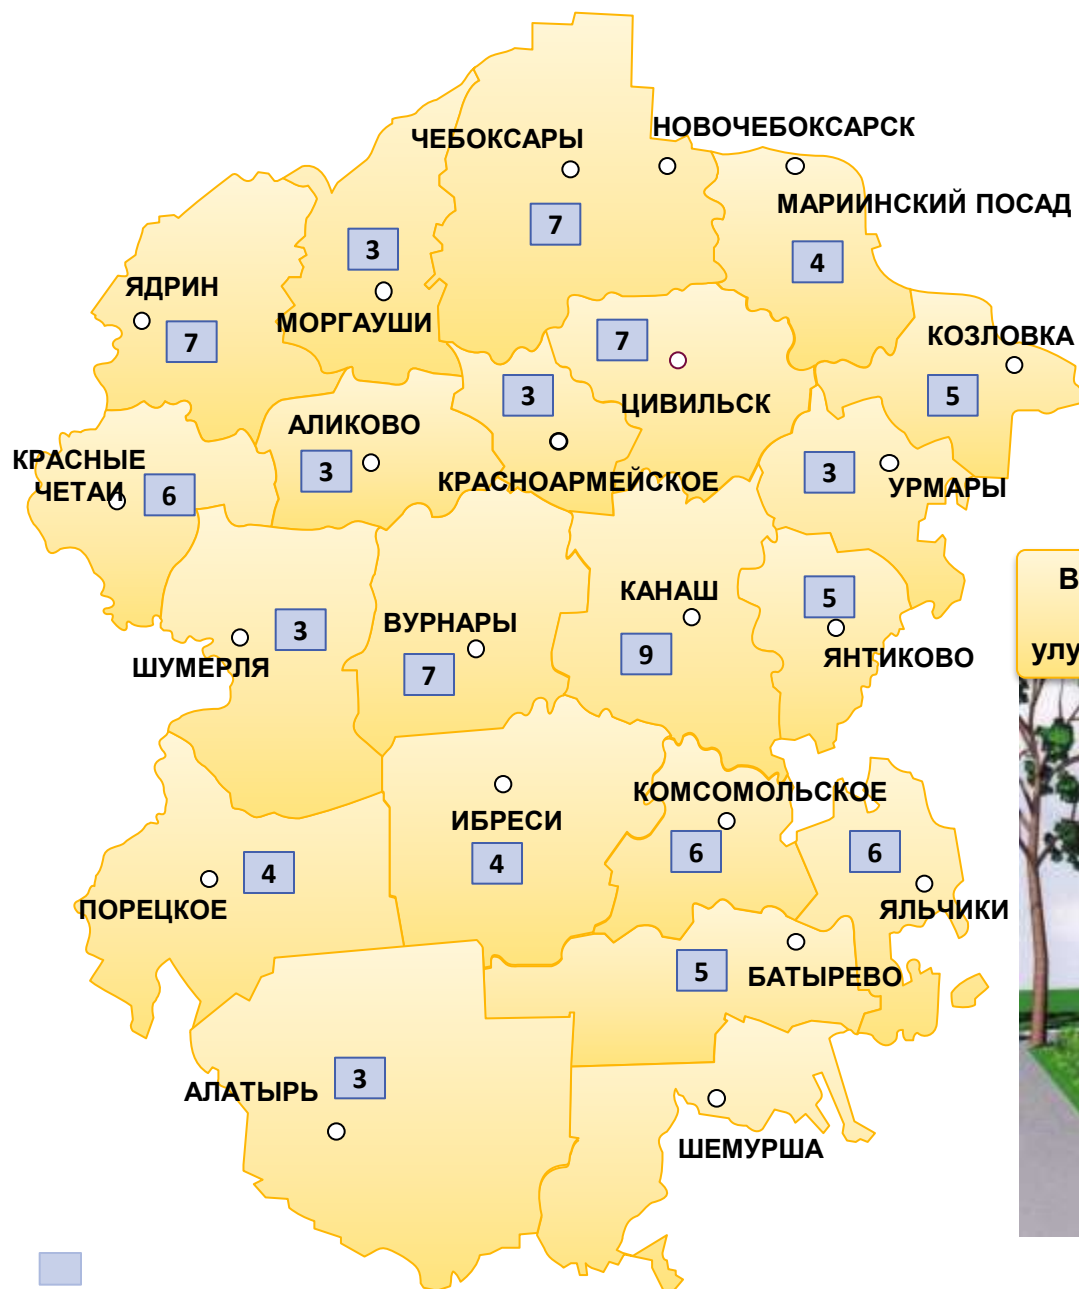 ЧЕБОКСАРЫ
НОВОЧЕБОКСАРСК
МАРИИНСКИЙ ПОСАД
7
3
4
ЯДРИН
МОРГАУШИ
7
7
КОЗЛОВКА
5
3
ЦИВИЛЬСК
АЛИКОВО
3
КРАСНОАРМЕЙСКОЕ
КРАСНЫЕ
ЧЕТАИ
6
3
УРМАРЫ
КАНАШ
5
ВУРНАРЫ
3
ШУМЕРЛЯ
7
9
ЯНТИКОВО
В
улу
КОМСОМОЛЬСКОЕ
ИБРЕСИ
4
6
6
4
ПОРЕЦКОЕ
ЯЛЬЧИКИ
5
БАТЫРЕВО
3
АЛАТЫРЬ
ШЕМУРША